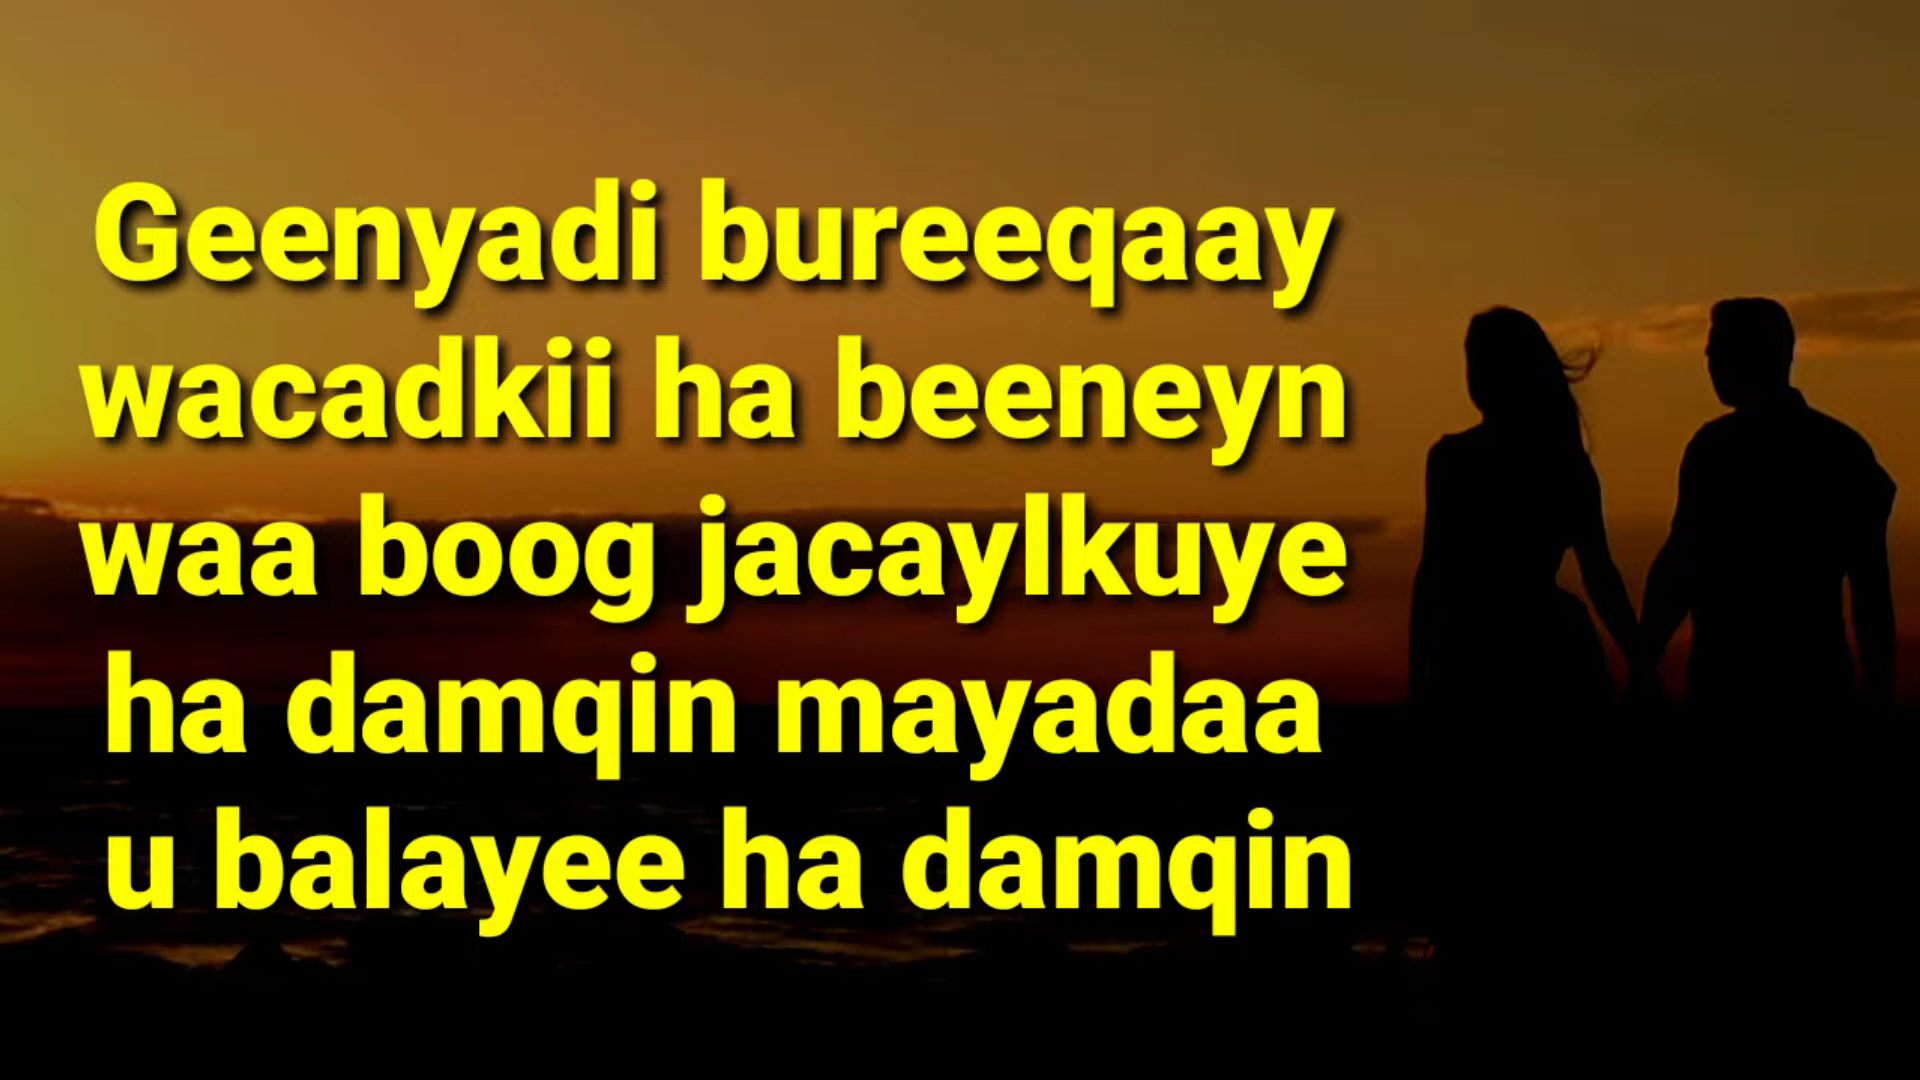 Geenyadi bureeqaay
wacadkii ha beeneyn
waa boog jacaylkuye
ha damqin mayadaa
u balayee ha damqin